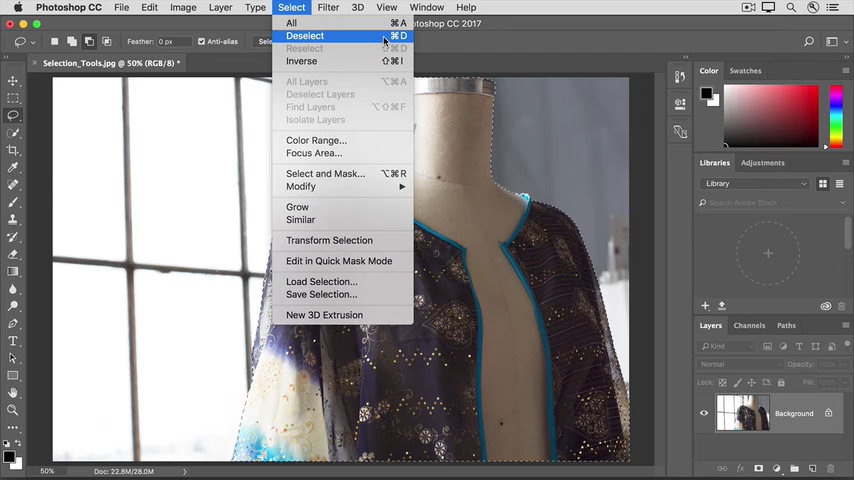 Photoshop File Edit Image Layer Type Select Filter 3D View Window Help
Photoshop CC 2017
Feather: 0 px Anti-alias Sele
Selection_Tools.jpg @ 50% (RGB/8) *
All ⌘A
Deselect ⌘D
Reselect ⇧⌘D
Inverse ⇧⌘I
All Layers ⌥⌘A
Deselect Layers
Find Layers ⌥⇧⌘F
Isolate Layers
Color Range...
Focus Area...
Select and Mask... ⌥⌘R
Modify
Grow
Similar
Transform Selection
Edit in Quick Mask Mode
Load Selection...
Save Selection...
New 3D Extrusion
Color Swatches
Libraries Adjustments
Library
Search Adobe Stock
Layers Channels Paths
Kind
Normal Opacity: 100%
Lock: Fill: 100%
Background
50% Doc: 22.8M/28.0M